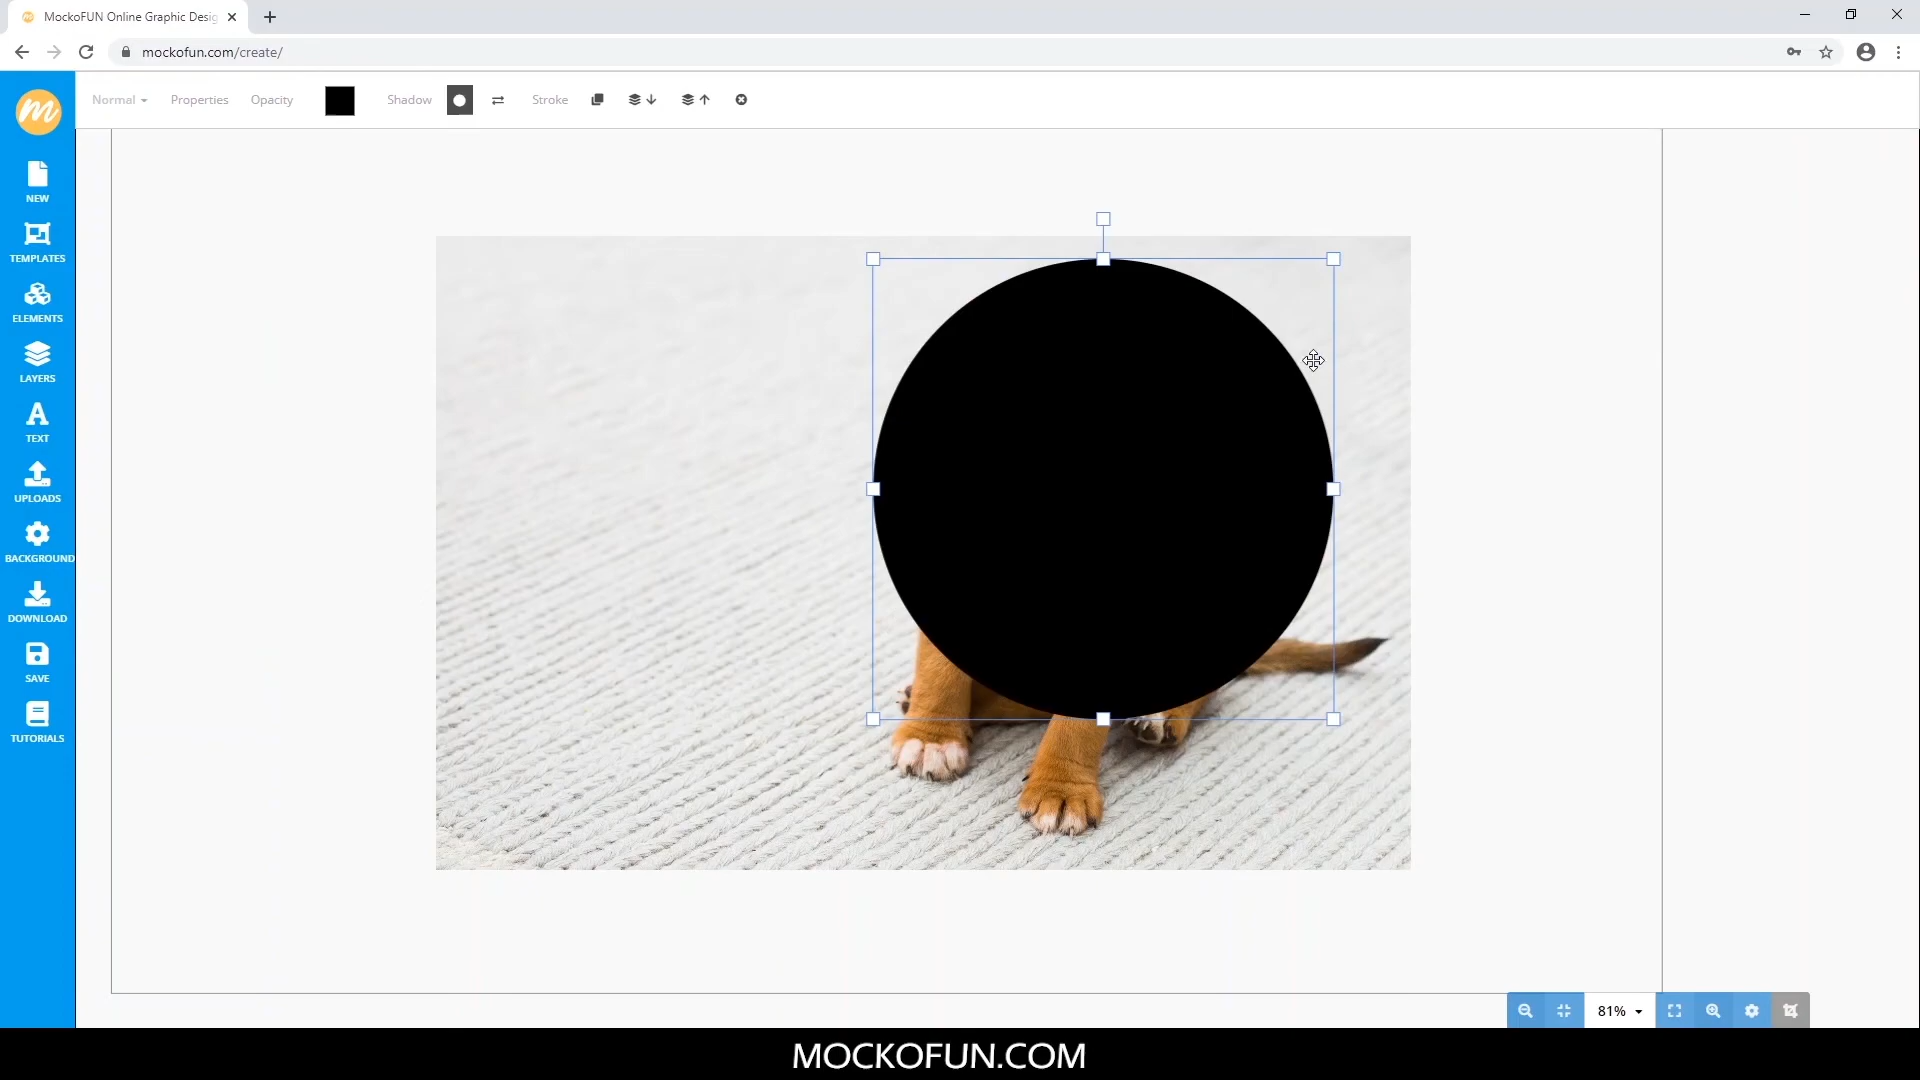 MockoFUN Online Graphic Desig
mockofun.com/create/
Normal Properties Opacity Shadow Stroke
m
NEW
TEMPLATES
ELEMENTS
LAYERS
A
TEXT
UPLOADS
BACKGROUND
DOWNLOAD
SAVE
TUTORIALS
81%
MOCKOFUN.COM